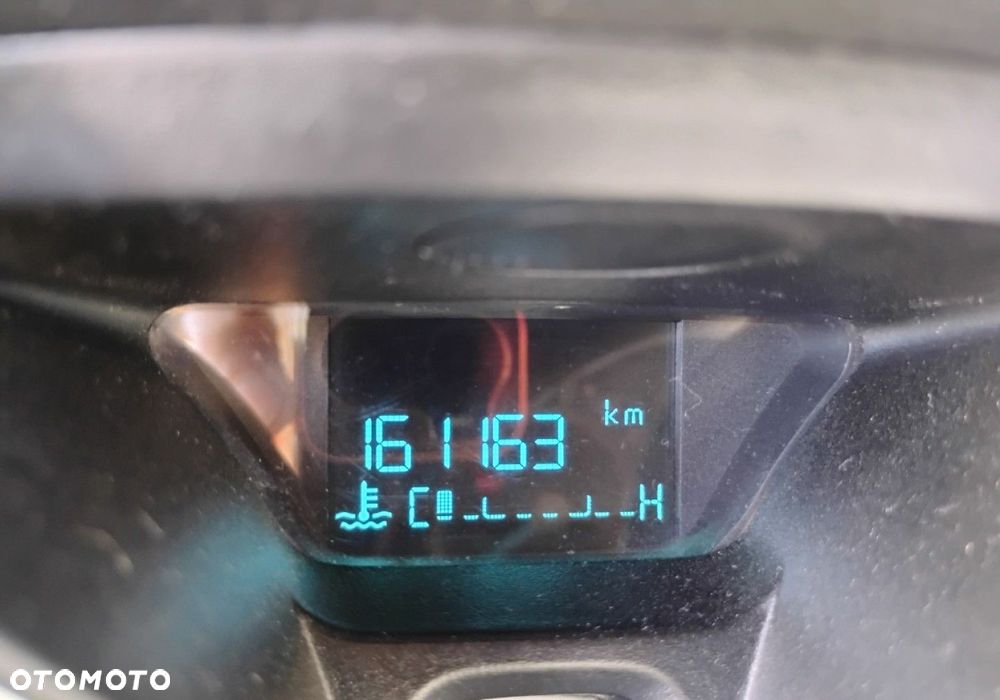 km
161163
C H
OTOMOTO